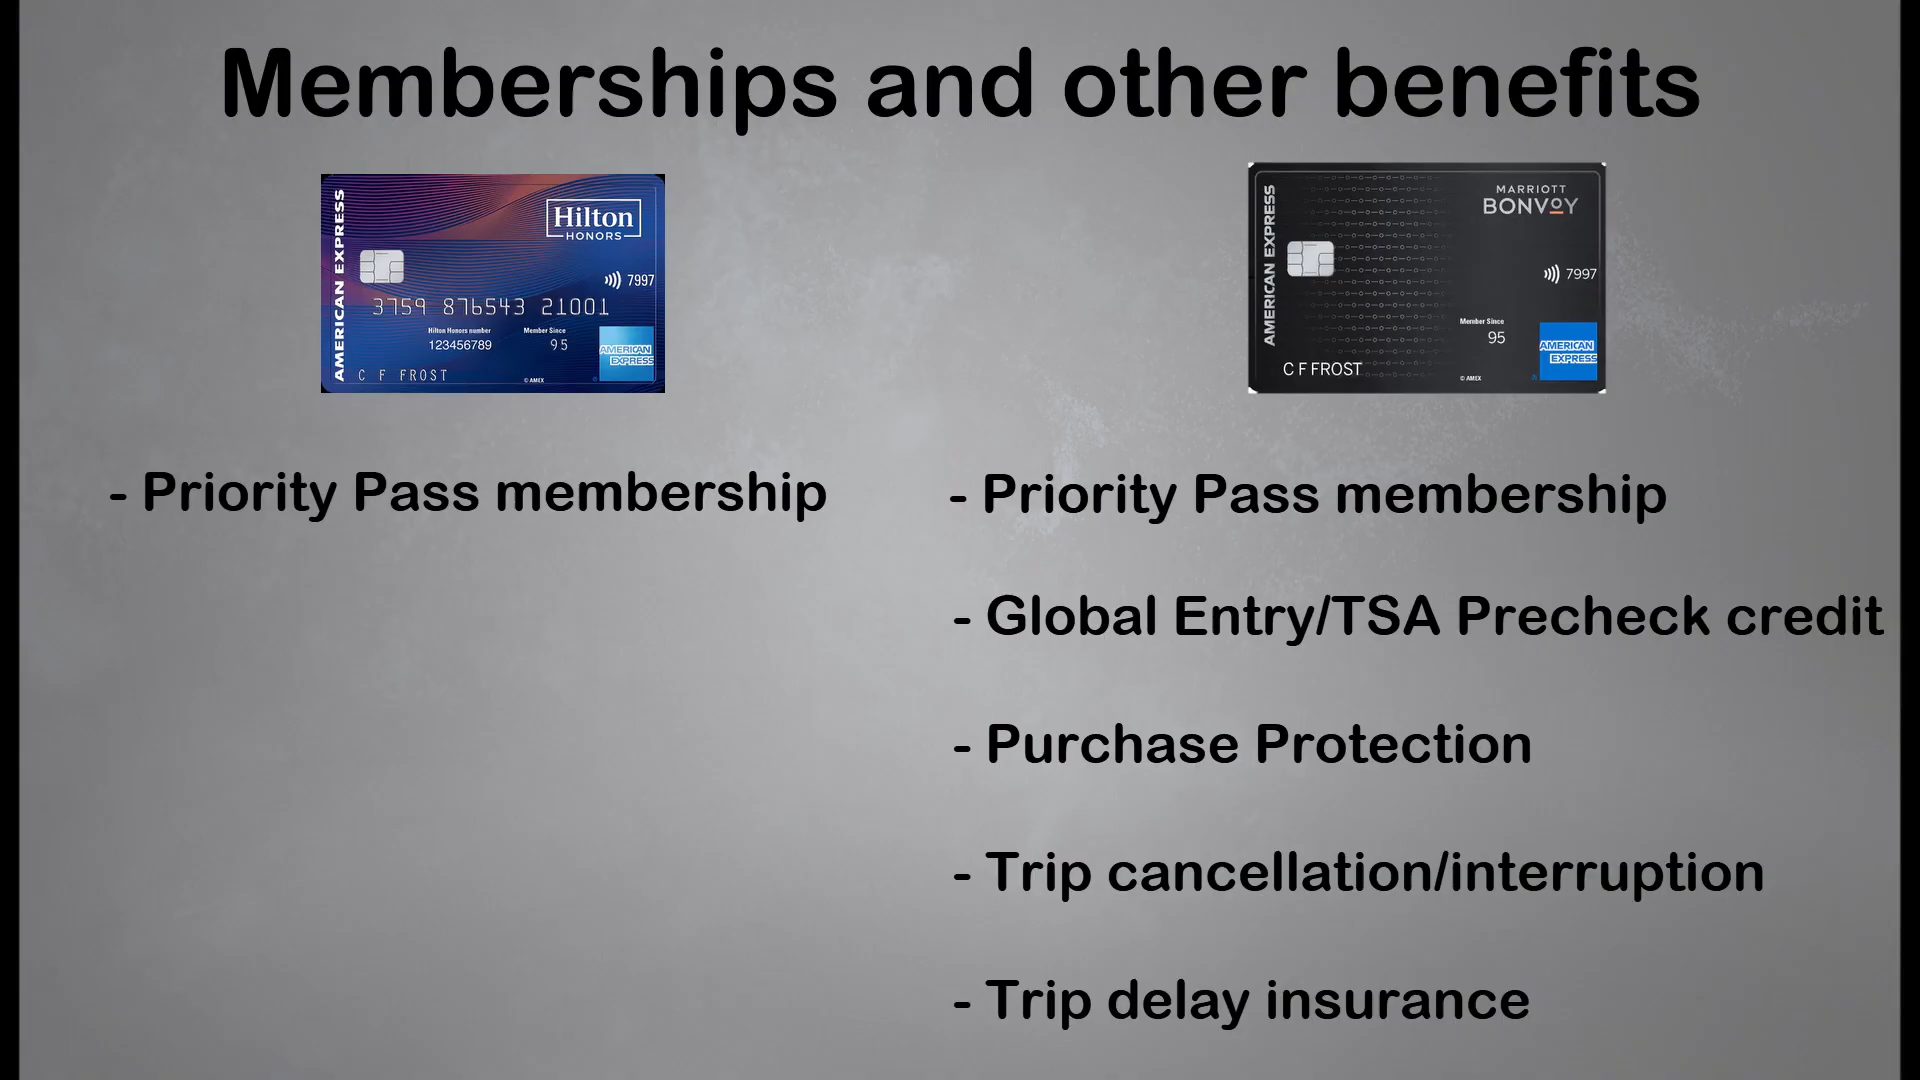 Memberships and other benefits
AMERICAN EXPRESS
Hilton
HONORS
7997
3759 876543 21001
Hilton Honors number
Member Since
123456789
95
AMERICAN
EXPRESS
C F FROST
© AMEX
AMERICAN EXPRESS
MARRIOTT
BONVOY
7997
Member Since
95
AMERICAN
EXPRESS
C F FROST
© AMEX
- Priority Pass membership
- Priority Pass membership
- Global Entry/TSA Precheck credit
- Purchase Protection
- Trip cancellation/interruption
- Trip delay insurance